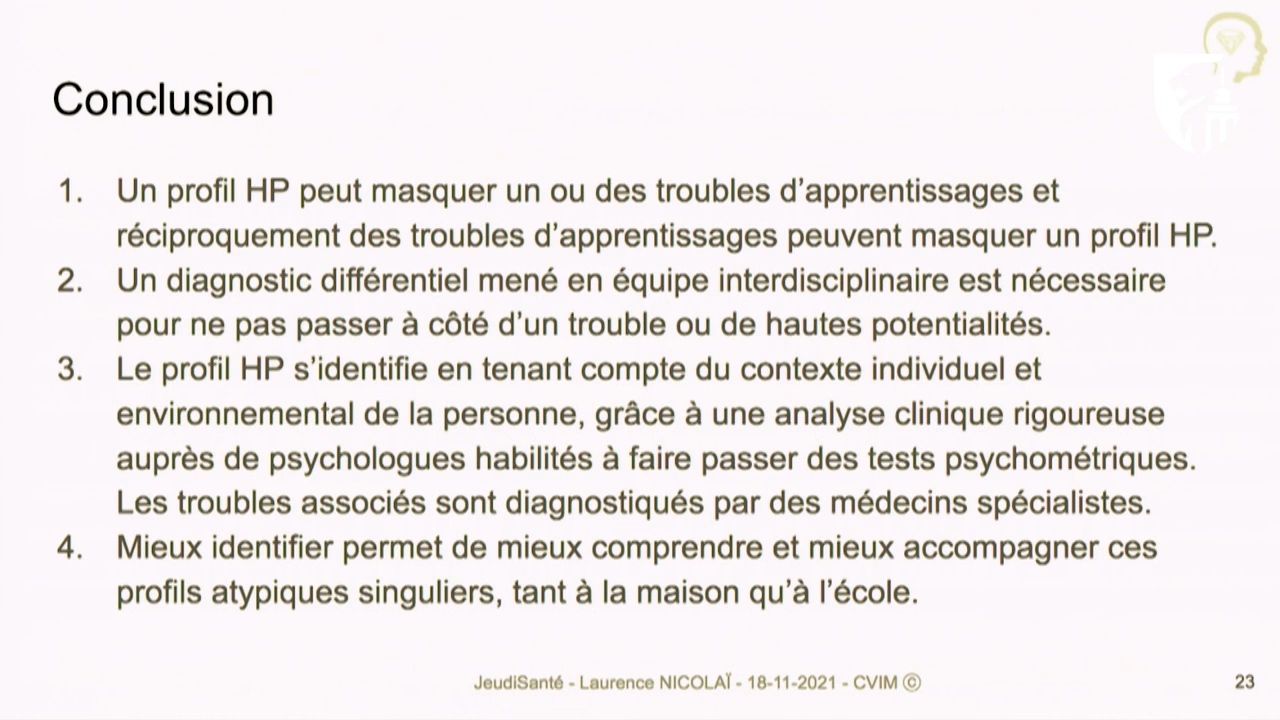 Conclusion
1. Un profil HP peut masquer un ou des troubles d’apprentissages et
réciproquement des troubles d’apprentissages peuvent masquer un profil HP.
2. Un diagnostic différentiel mené en équipe interdisciplinaire est nécessaire
pour ne pas passer à côté d’un trouble ou de hautes potentialités.
3. Le profil HP s’identifie en tenant compte du contexte individuel et
environnemental de la personne, grâce à une analyse clinique rigoureuse
auprès de psychologues habilités à faire passer des tests psychométriques.
Les troubles associés sont diagnostiqués par des médecins spécialistes.
4. Mieux identifier permet de mieux comprendre et mieux accompagner ces
profils atypiques singuliers, tant à la maison qu’à l’école.
JeudiSanté - Laurence NICOLAÏ - 18-11-2021 - CVIM ©
23